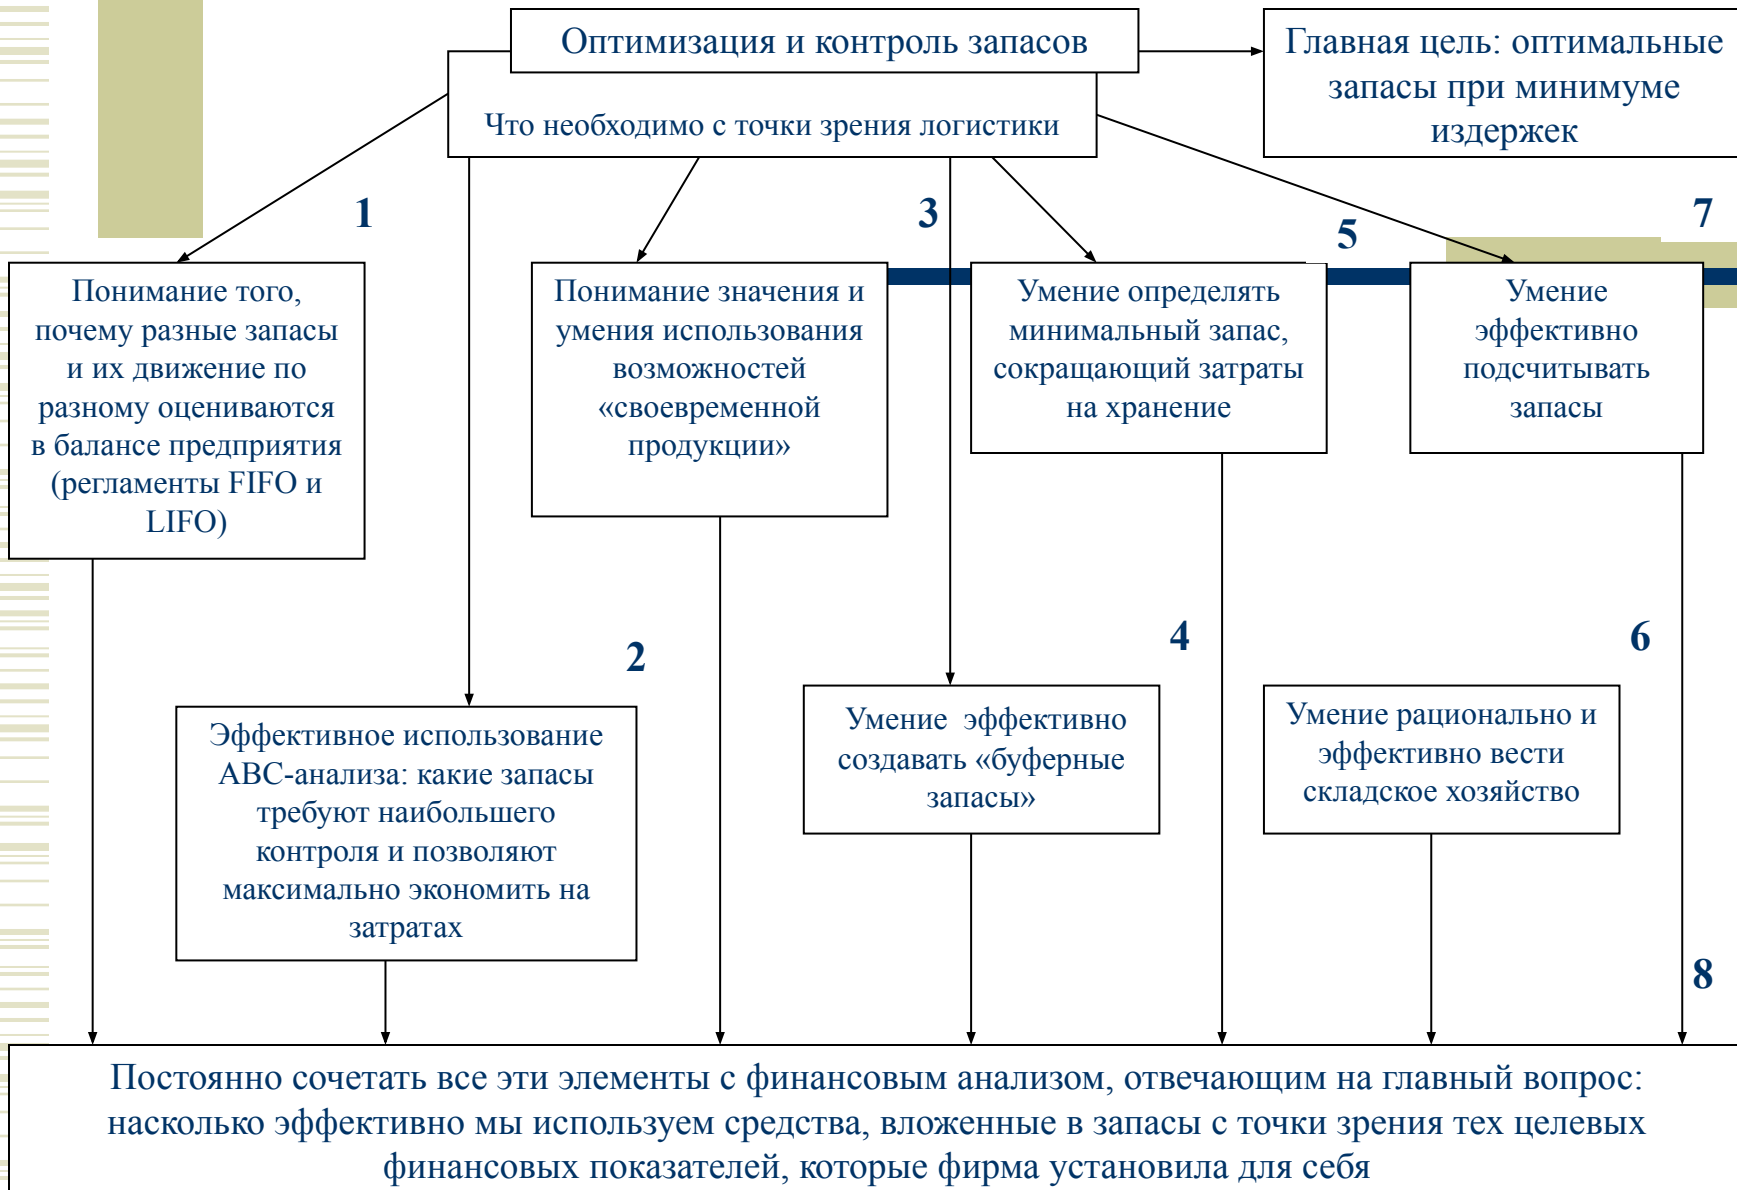 Оптимизация и контроль запасов
Главная цель: оптимальные
запасы при минимуме
издержек
Что необходимо с точки зрения логистики
1
3
5
7
Понимание того,
почему разные запасы
и их движение по
разному оцениваются
в балансе предприятия
(регламенты FIFO и
LIFO)
Понимание значения и
умения использования
возможностей
«своевременной
продукции»
Умение определять
минимальный запас,
сокращающий затраты
на хранение
Умение
эффективно
подсчитывать
запасы
2
4
6
Эффективное использование
АВС-анализа: какие запасы
требуют наибольшего
контроля и позволяют
максимально экономить на
затратах
Умение эффективно
создавать «буферные
запасы»
Умение рационально и
эффективно вести
складское хозяйство
8
Постоянно сочетать все эти элементы с финансовым анализом, отвечающим на главный вопрос:
насколько эффективно мы используем средства, вложенные в запасы с точки зрения тех целевых
финансовых показателей, которые фирма установила для себя